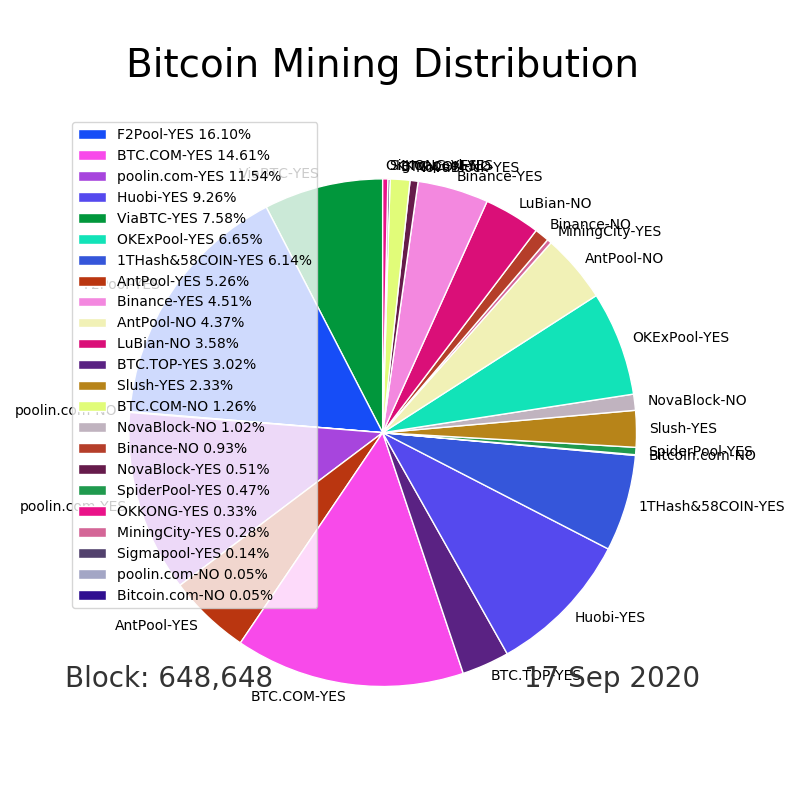 Bitcoin Mining Distribution
F2Pool-YES 16.10%
BTC.COM-YES 14.61%
poolin.com-YES 11.54%
Huobi-YES 9.26%
ViaBTC-YES 7.58%
OKExPool-YES 6.65%
1THash&58COIN-YES 6.14%
AntPool-YES 5.26%
Binance-YES 4.51%
AntPool-NO 4.37%
LuBian-NO 3.58%
BTC.TOP-YES 3.02%
Slush-YES 2.33%
BTC.COM-NO 1.26%
NovaBlock-NO 1.02%
Binance-NO 0.93%
NovaBlock-YES 0.51%
SpiderPool-YES 0.47%
OKKONG-YES 0.33%
MiningCity-YES 0.28%
Sigmapool-YES 0.14%
poolin.com-NO 0.05%
Bitcoin.com-NO 0.05%
Binance-YES
LuBian-NO
Binance-NO
MiningCity-YES
AntPool-NO
OKExPool-YES
NovaBlock-NO
Slush-YES
SpiderPool-YES
Bitcoin.com-NO
1THash&58COIN-YES
Huobi-YES
BTC.TOP-YES
BTC.COM-YES
AntPool-YES
poolin.com-YES
poolin.com-NO
F2Pool-YES
ViaBTC-YES
Block: 648,648
17 Sep 2020